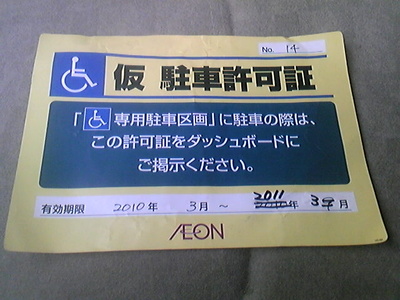 No. 14
仮 駐車許可証
「専用駐車区画」に駐車の際は、
この許可証をダッシュボードに
ご掲示ください。
有効期限 2010年 3月 ～ 2011年 3月
ÆON